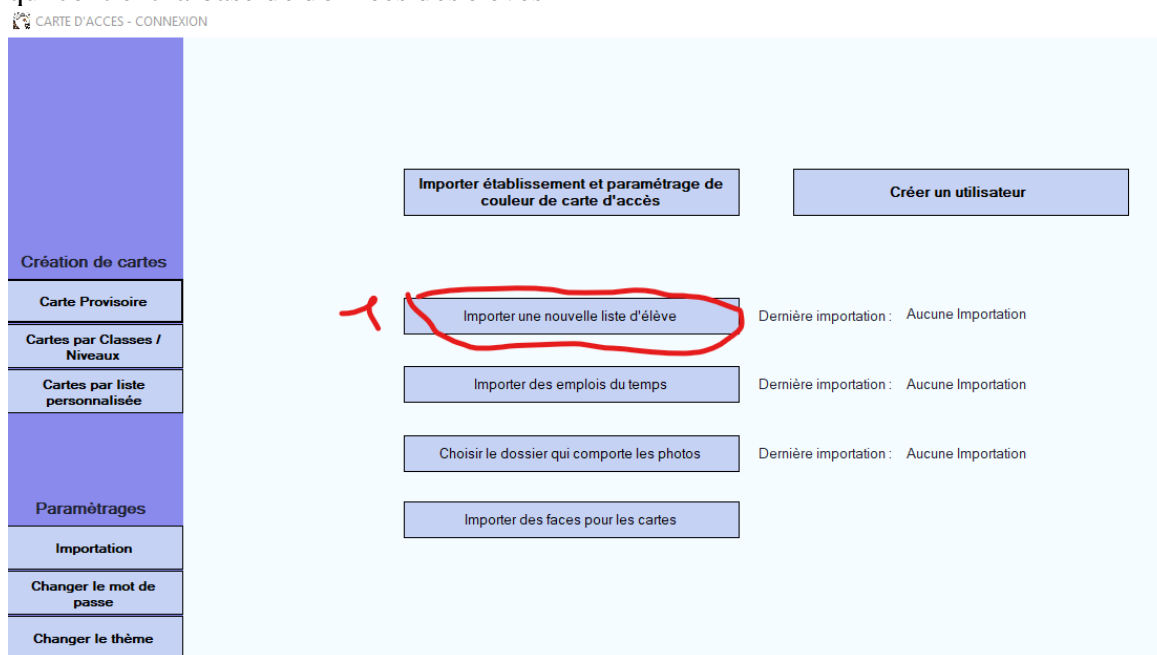 CARTE D'ACCES - CONNEXION
Importer établissement et paramétrage de
couleur de carte d'accès
Créer un utilisateur
Création de cartes
Carte Provisoire
Importer une nouvelle liste d'élève
Dernière importation : Aucune Importation
Cartes par Classes /
Niveaux
Cartes par liste
personnalisée
Importer des emplois du temps
Dernière importation : Aucune Importation
Choisir le dossier qui comporte les photos
Dernière importation : Aucune Importation
Paramètrages
Importer des faces pour les cartes
Importation
Changer le mot de
passe
Changer le thème